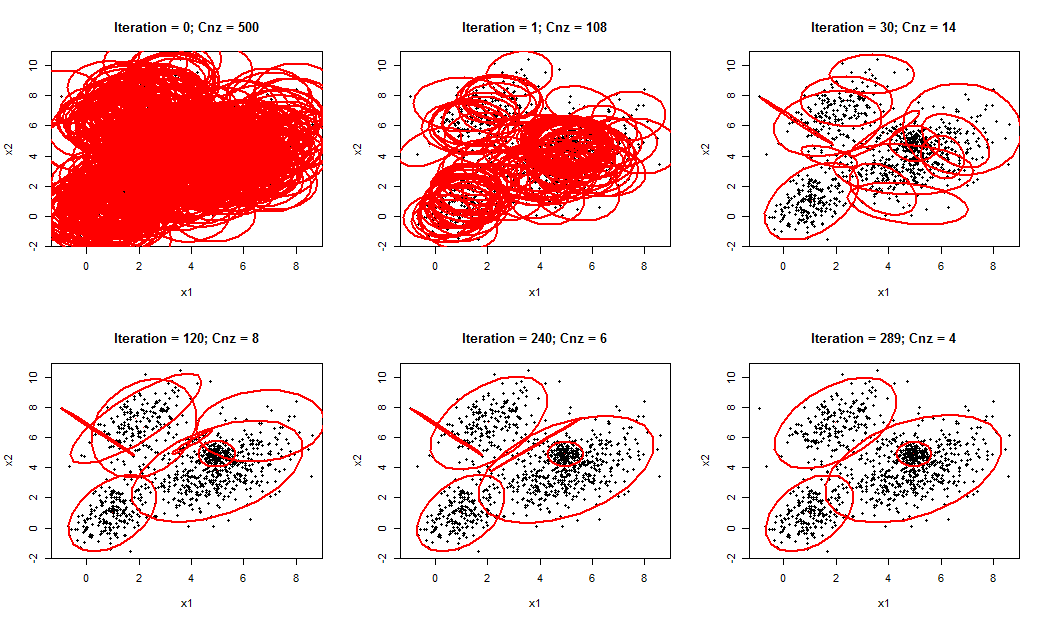 Iteration = 0; Cnz = 500
Iteration = 1; Cnz = 108
Iteration = 30; Cnz = 14
x2
-2 0 2 4 6 8 10
0 2 4 6 8
x1
x2
-2 0 2 4 6 8 10
0 2 4 6 8
x1
x2
-2 0 2 4 6 8 10
0 2 4 6 8
x1
Iteration = 120; Cnz = 8
Iteration = 240; Cnz = 6
Iteration = 289; Cnz = 4
x2
-2 0 2 4 6 8 10
0 2 4 6 8
x1
x2
-2 0 2 4 6 8 10
0 2 4 6 8
x1
x2
-2 0 2 4 6 8 10
0 2 4 6 8
x1